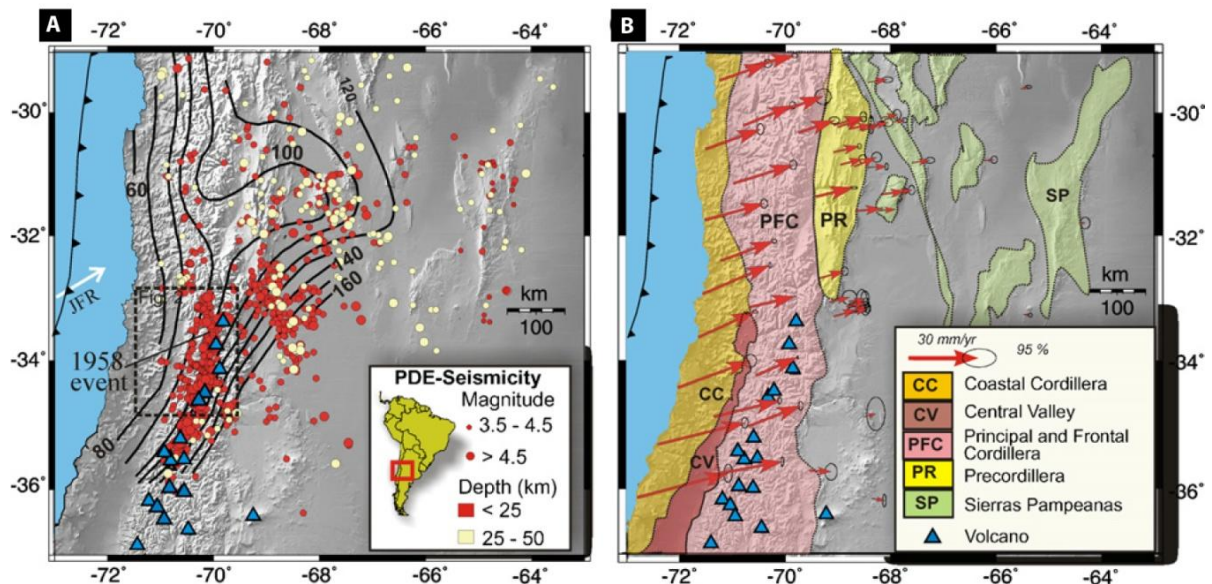 A
-72 -70 -68 -66 -64
-30
-32
-34
-36
60
80
100
120
140
160
JFR
1958
event
km
100
PDE-Seismicity
Magnitude
3.5 - 4.5
> 4.5
Depth (km)
< 25
25 - 50
-72 -70 -68 -66 -64
B
-72 -70 -68 -66 -64
-30
-32
-34
-36
PFC
PR
SP
CC
CV
km
100
30 mm/yr
95 %
CC Coastal Cordillera
CV Central Valley
PFC Principal and Frontal
Cordillera
PR Precordillera
SP Sierras Pampeanas
Volcano
-72 -70 -68 -66 -64